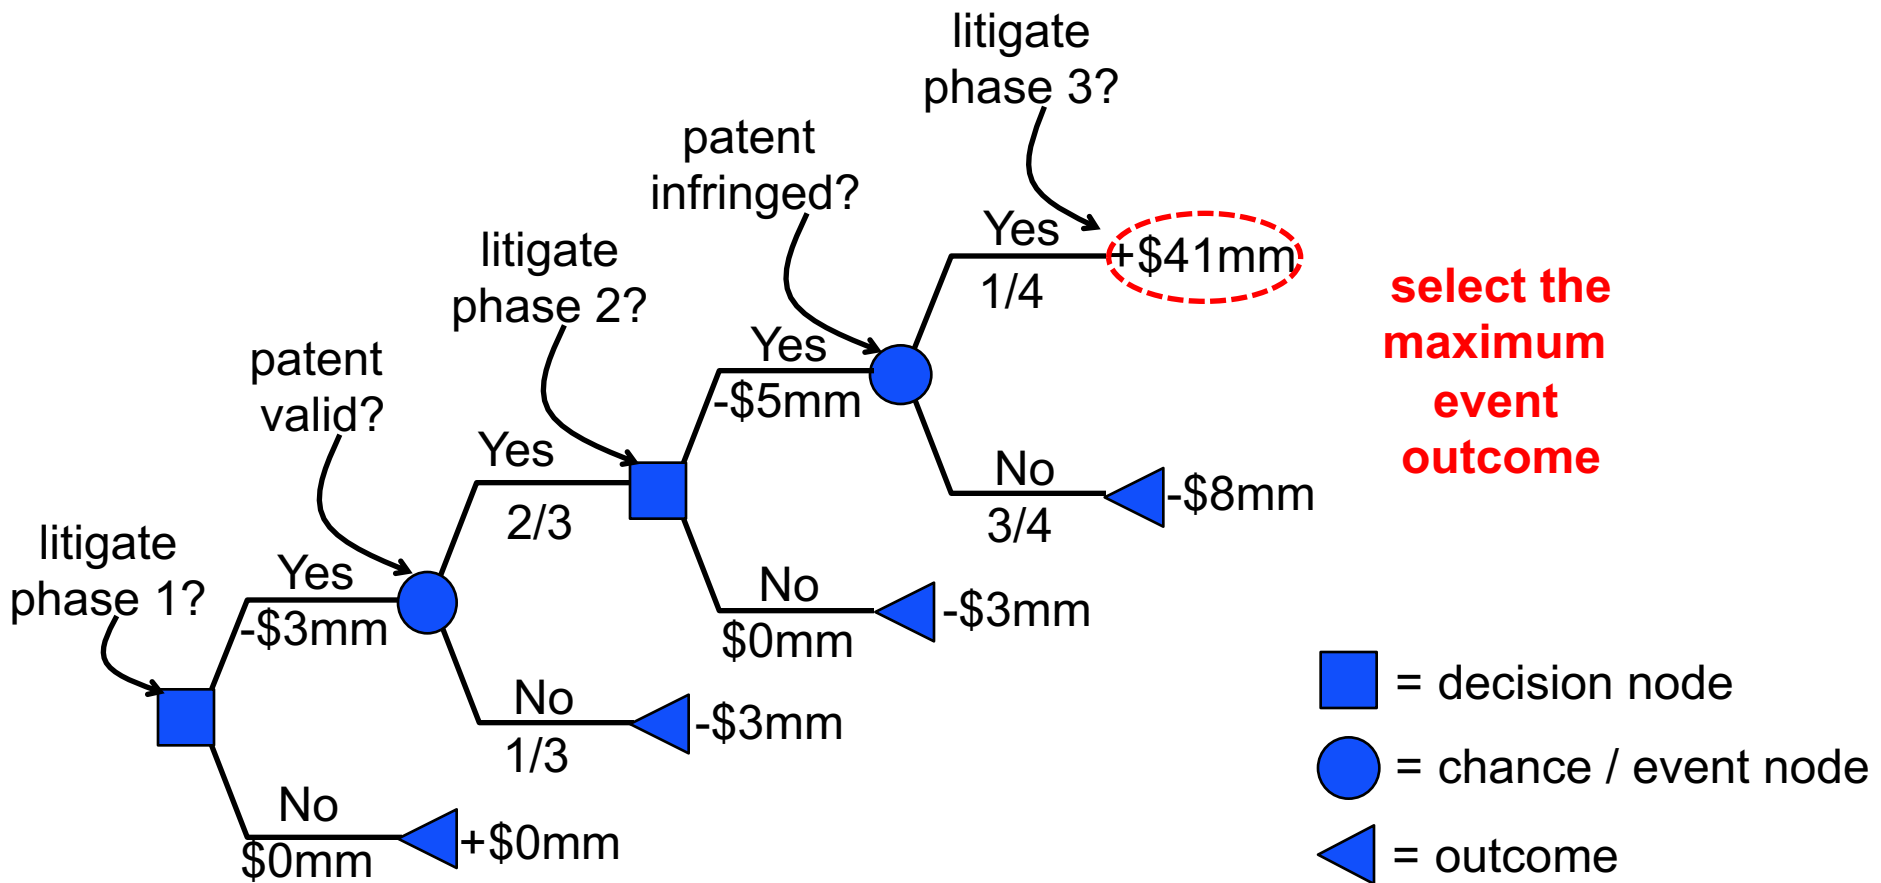 litigate
phase 3?
patent
infringed?
Yes
+$41mm
1/4
select the
maximum
event
outcome
litigate
phase 2?
Yes
-$5mm
No
3/4
-$8mm
patent
valid?
Yes
2/3
No
$0mm
-$3mm
litigate
phase 1?
Yes
-$3mm
No
1/3
-$3mm
No
$0mm
+$0mm
= decision node
= chance / event node
= outcome